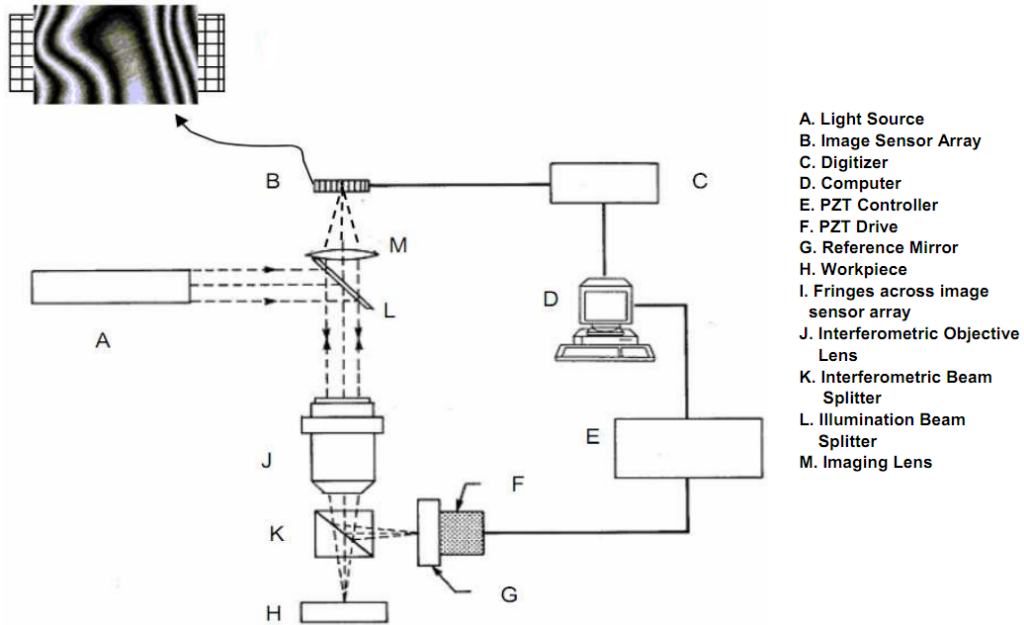 B
C
M
A
L
D
E
J
F
K
G
H
A. Light Source
B. Image Sensor Array
C. Digitizer
D. Computer
E. PZT Controller
F. PZT Drive
G. Reference Mirror
H. Workpiece
I. Fringes across image
sensor array
J. Interferometric Objective
Lens
K. Interferometric Beam
Splitter
L. Illumination Beam
Splitter
M. Imaging Lens